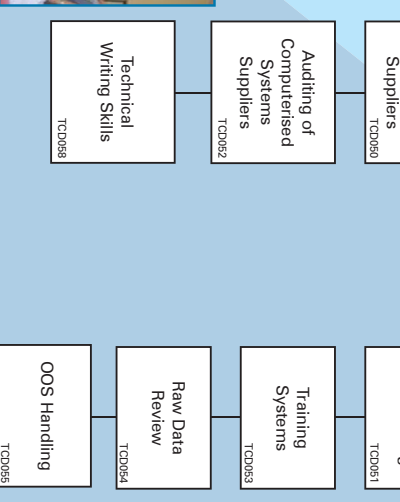 Suppliers
TCD050
Auditing of
Computerised
Systems
Suppliers
TCD052
Technical
Writing Skills
TCD058
TCD051
Training
Systems
TCD053
Raw Data
Review
TCD054
OOS Handling
TCD055